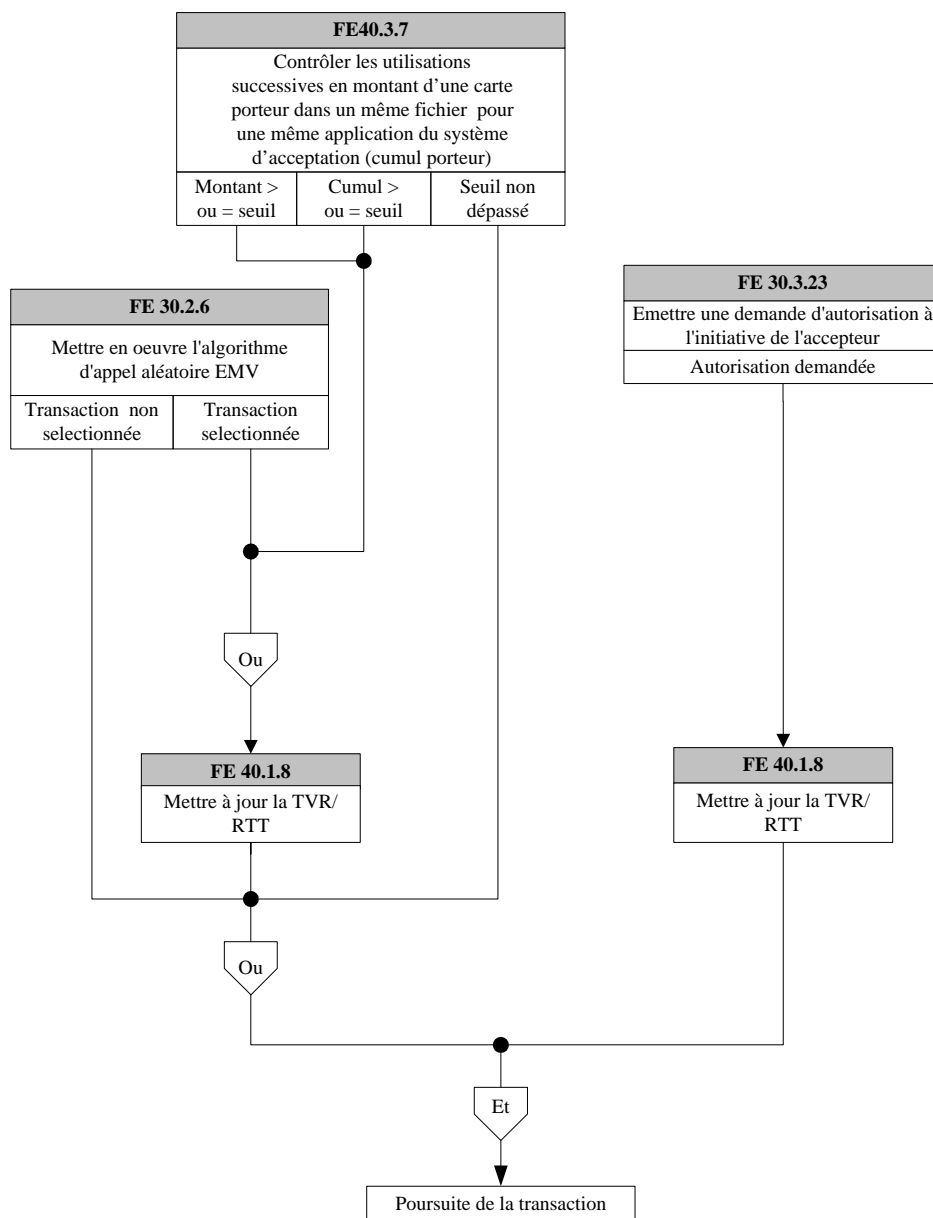 FE40.3.7
Contrôler les utilisations
successives en montant d'une carte
porteur dans un même fichier pour
une même application du système
d'acceptation (cumul porteur)
Montant >
ou = seuil
Cumul >
ou = seuil
Seuil non
dépassé
FE 30.2.6
Mettre en oeuvre l'algorithme
d'appel aléatoire EMV
Transaction non
selectionnée
Transaction
selectionnée
FE 30.3.23
Emettre une demande d'autorisation à
l'initiative de l'accepteur
Autorisation demandée
Ou
FE 40.1.8
Mettre à jour la TVR/
RTT
FE 40.1.8
Mettre à jour la TVR/
RTT
Ou
Et
Poursuite de la transaction